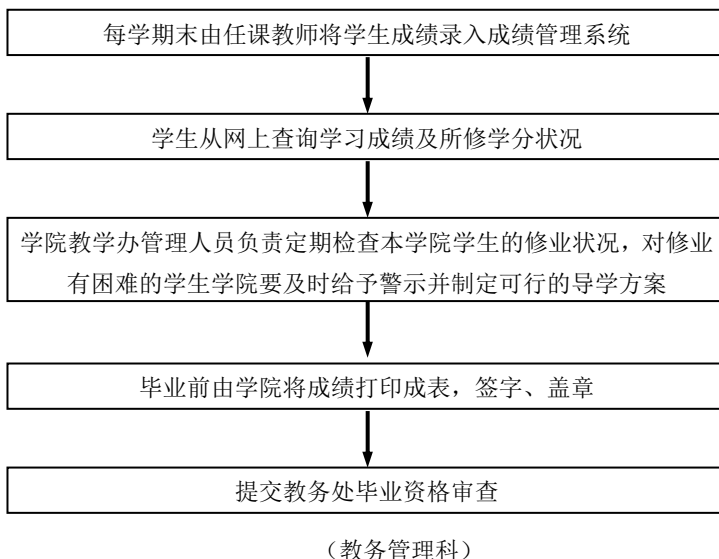 每学期末由任课教师将学生成绩录入成绩管理系统
学生从网上查询学习成绩及所修学分状况
学院教学办管理人员负责定期检查本学院学生的修业状况，对修业
有困难的学生学院要及时给予警示并制定可行的导学方案
毕业前由学院将成绩打印成表，签字、盖章
提交教务处毕业资格审查
（教务管理科）